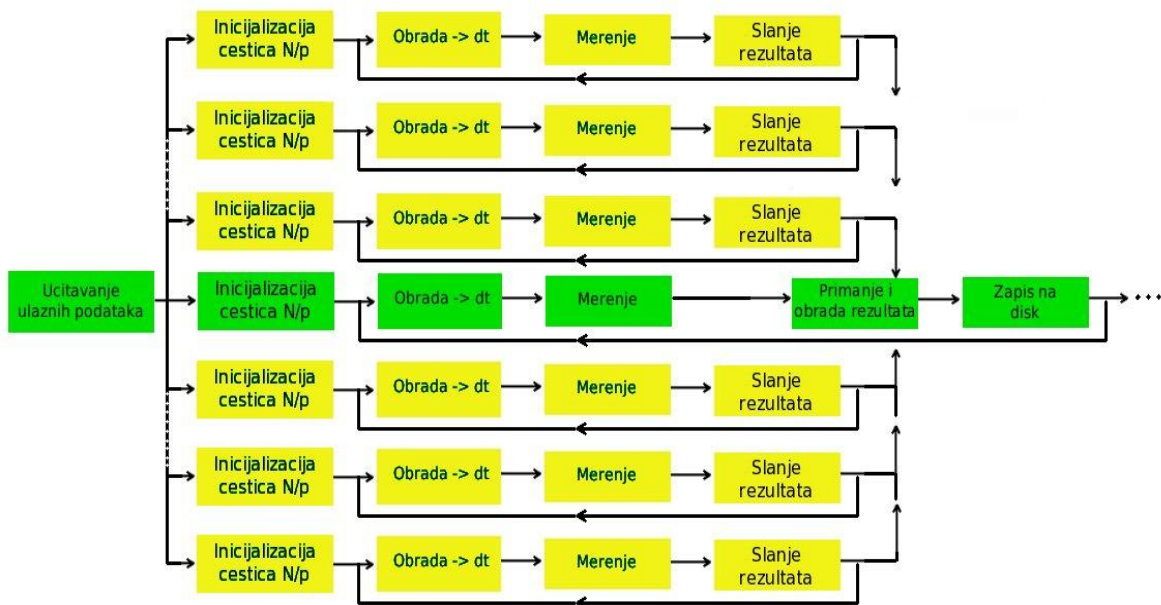 Inicijalizacija
cestica N/p
Obrada -> dt
Merenje
Slanje
rezultata
Inicijalizacija
cestica N/p
Obrada -> dt
Merenje
Slanje
rezultata
Inicijalizacija
cestica N/p
Obrada -> dt
Merenje
Slanje
rezultata
Ucitavanje
ulaznih podataka
Inicijalizacija
cestica N/p
Obrada -> dt
Merenje
Primanje i
obrada rezultata
Zapis na
disk
...
Inicijalizacija
cestica N/p
Obrada -> dt
Merenje
Slanje
rezultata
Inicijalizacija
cestica N/p
Obrada -> dt
Merenje
Slanje
rezultata
Inicijalizacija
cestica N/p
Obrada -> dt
Merenje
Slanje
rezultata